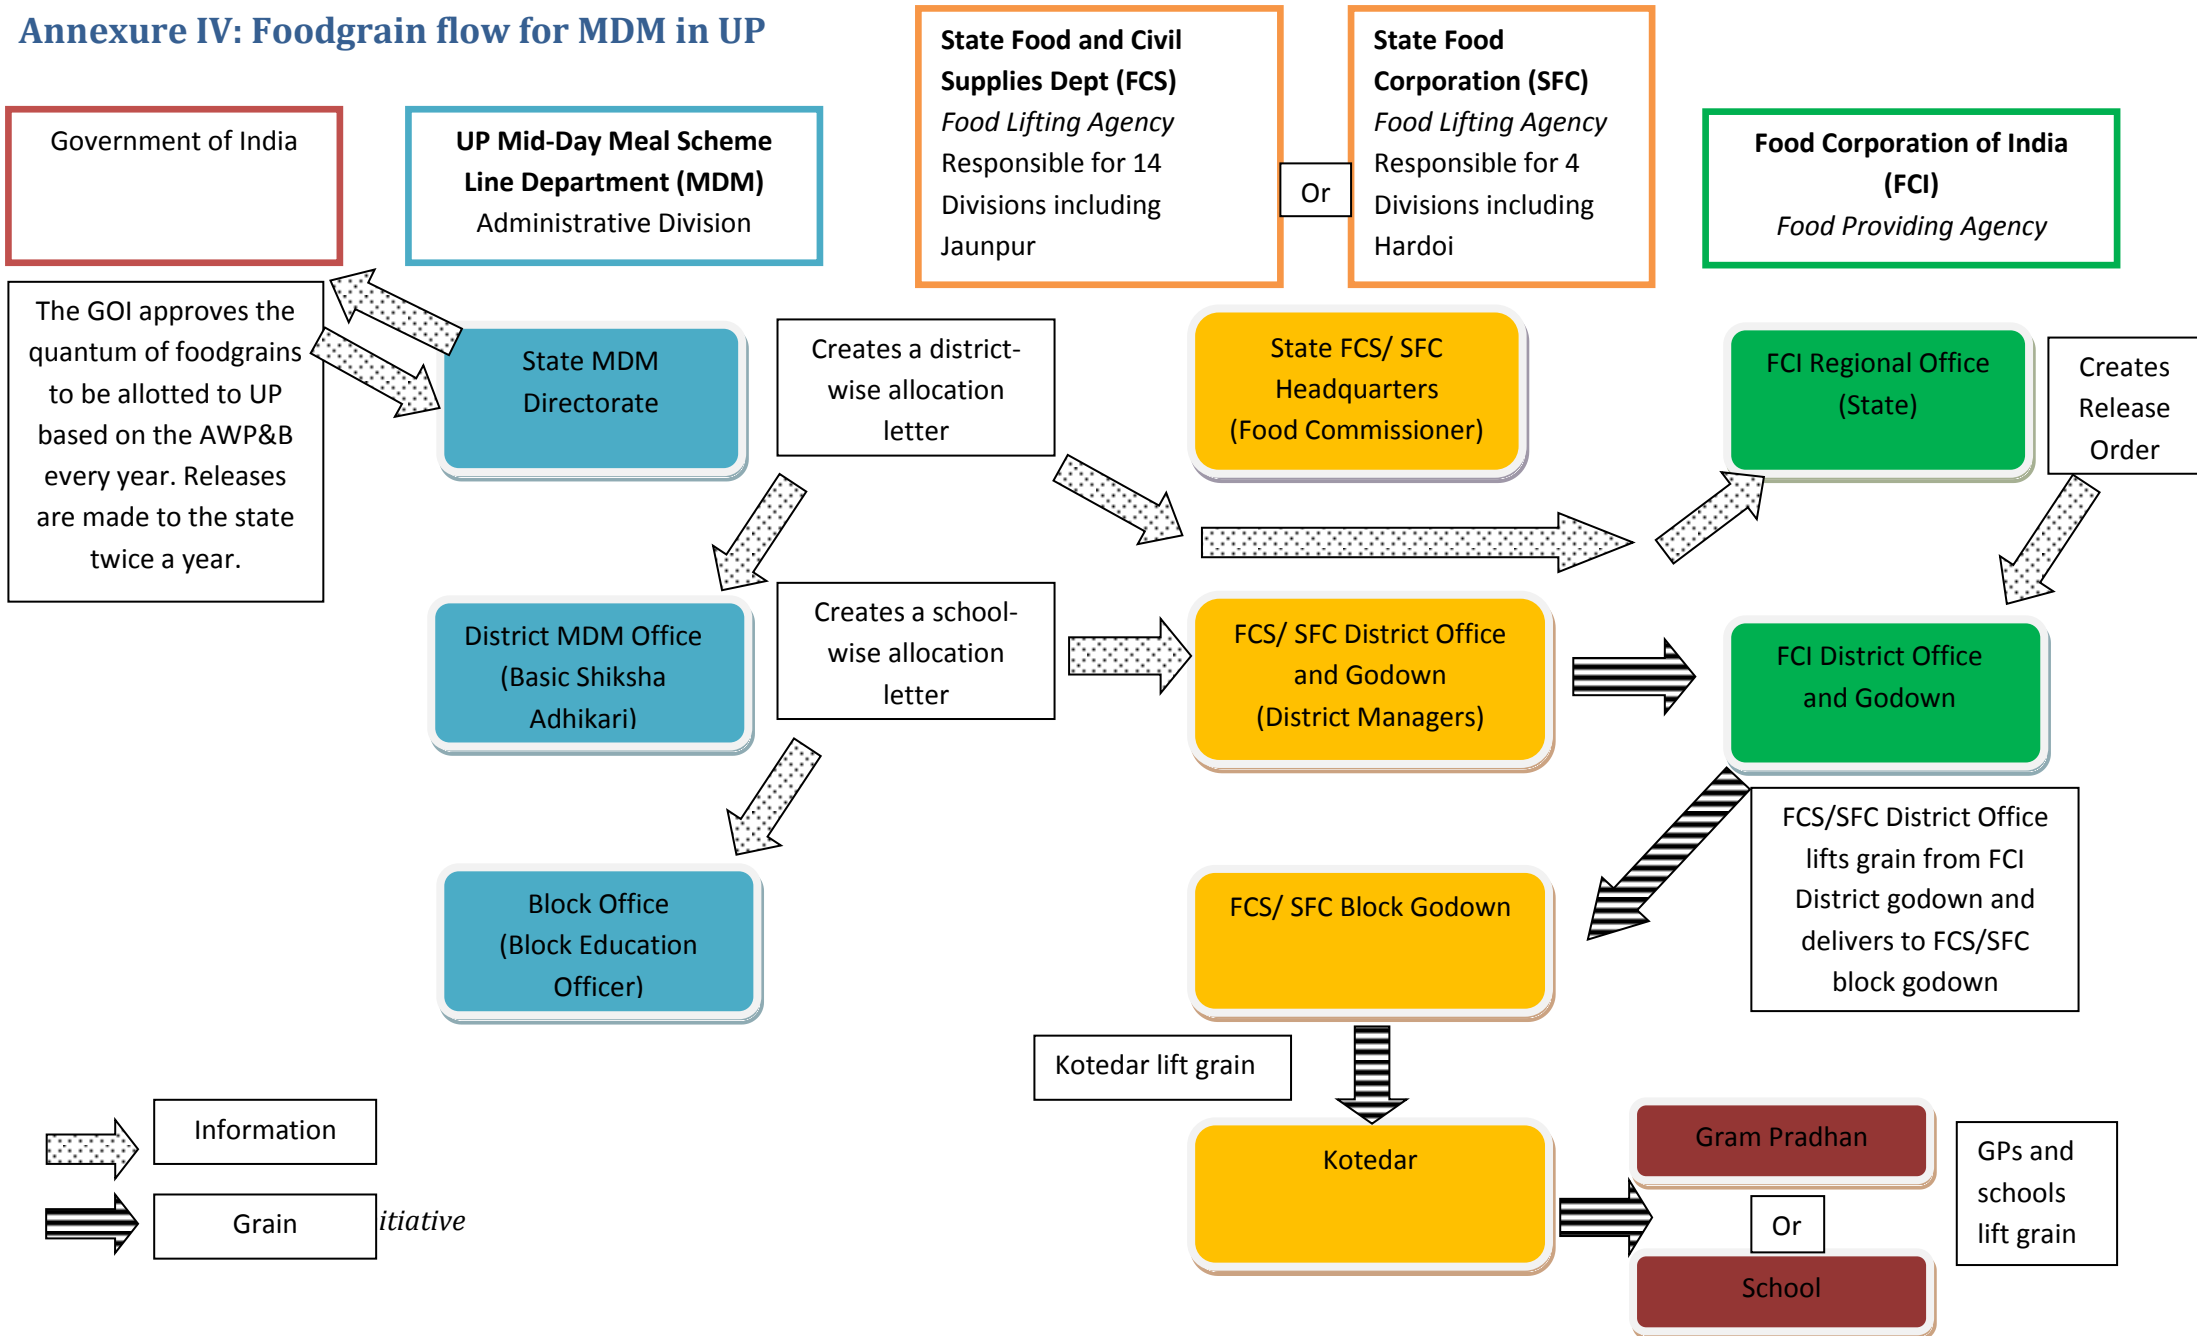 Annexure IV: Foodgrain flow for MDM in UP
Government of India
UP Mid-Day Meal Scheme
Line Department (MDM)
Administrative Division
State Food and Civil
Supplies Dept (FCS)
Food Lifting Agency
Responsible for 14
Divisions including
Jaunpur
Or
State Food
Corporation (SFC)
Food Lifting Agency
Responsible for 4
Divisions including
Hardoi
Food Corporation of India
(FCI)
Food Providing Agency
The GOI approves the
quantum of foodgrains
to be allotted to UP
based on the AWP&B
every year. Releases
are made to the state
twice a year.
State MDM
Directorate
Creates a district-
wise allocation
letter
State FCS/ SFC
Headquarters
(Food Commissioner)
FCI Regional Office
(State)
Creates
Release
Order
District MDM Office
(Basic Shiksha
Adhikari)
Creates a school-
wise allocation
letter
FCS/ SFC District Office
and Godown
(District Managers)
FCI District Office
and Godown
Block Office
(Block Education
Officer)
FCS/ SFC Block Godown
FCS/SFC District Office
lifts grain from FCI
District godown and
delivers to FCS/SFC
block godown
Kotedar lift grain
Information
Grain
itiative
Kotedar
Gram Pradhan
Or
School
GPs and
schools
lift grain